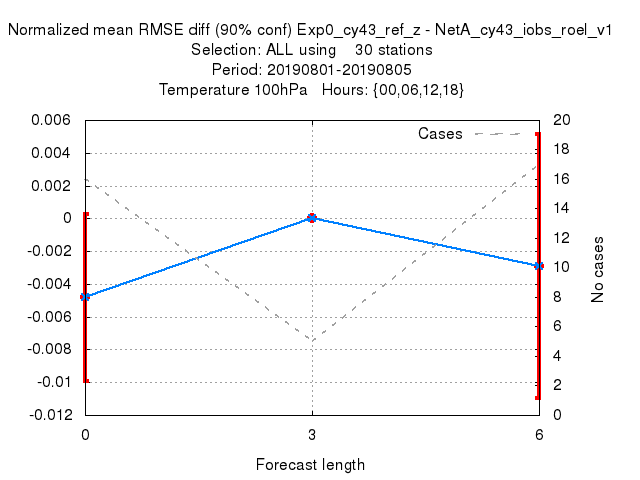 Normalized mean RMSE diff (90% conf) Exp0_cy43_ref_z - NetA_cy43_iobs_roel_v1
Selection: ALL using 30 stations
Period: 20190801-20190805
Temperature 100hPa Hours: {00,06,12,18}
Cases
0.006
0.004
0.002
0
-0.002
-0.004
-0.006
-0.008
-0.01
-0.012
20
18
16
14
12
10
8
6
4
2
0
No cases
0 3 6
Forecast length